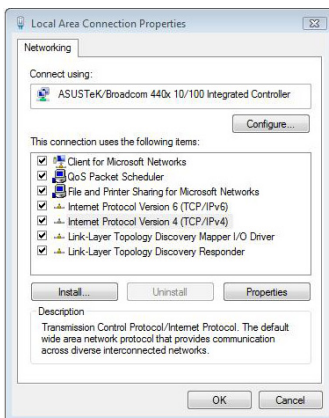 Local Area Connection Properties
Networking
Connect using:
ASUSTeK/Broadcom 440x 10/100 Integrated Controller
Configure...
This connection uses the following items:
Client for Microsoft Networks
QoS Packet Scheduler
File and Printer Sharing for Microsoft Networks
Internet Protocol Version 6 (TCP/IPv6)
Internet Protocol Version 4 (TCP/IPv4)
Link-Layer Topology Discovery Mapper I/O Driver
Link-Layer Topology Discovery Responder
Install... Uninstall Properties
Description
Transmission Control Protocol/Internet Protocol. The default
wide area network protocol that provides communication
across diverse interconnected networks.
OK Cancel